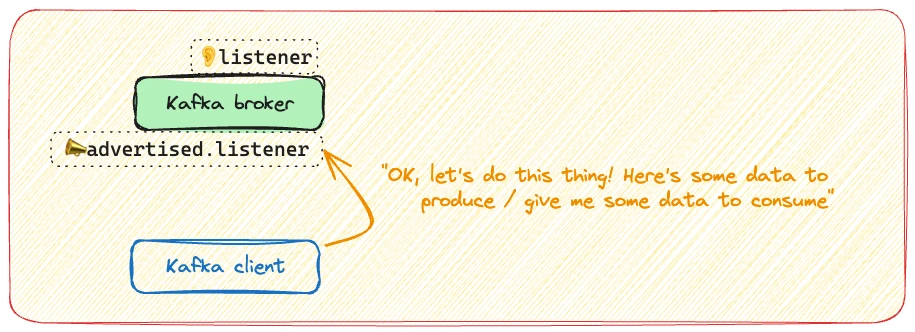 listener
Kafka broker
advertised.listener
"OK, let's do this thing! Here's some data to
produce / give me some data to consume"
Kafka client